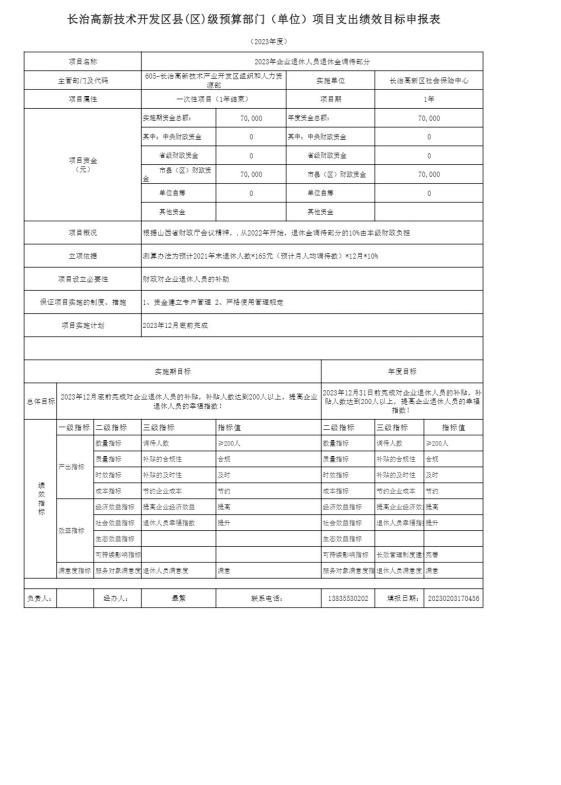 长治高新技术开发区县(区)级预算部门（单位）项目支出绩效目标申报表
（2023年度）
项目名称 2023年企业退休人员退休金调待部分
主管部门及代码 605-长治高新技术产业开发区组织和人力资源部 实施单位 长治高新区社会保险中心
项目属性 一次性项目（1年结束） 项目期 1年
项目资金（元） 实施期资金总额： 70,000 年度资金总额： 70,000
其中：中央财政资金 0 其中：中央财政资金 0
省级财政资金 0 省级财政资金 0
市县（区）财政资金 70,000 市县（区）财政资金 70,000
单位自筹 0 单位自筹 0
其他资金 其他资金
项目概况 根据山西省财政厅会议精神，,从2022年开始，退休金调待部分的10%由本级财政负担
立项依据 测算办法为预计2021年末退休人数*165元（预计月人均调待数）*12月*10%
项目设立必要性 财政对企业退休人员的补助
保证项目实施的制度、措施 1、资金建立专户管理 2、严格使用管理规定
项目实施计划 2023年12月底前完成
实施期目标 年度目标
总体目标 2023年12月底前完成对企业退休人员的补贴，补贴人数达到200人以上，提高企业退休人员的幸福指数！ 2023年12月31日前完成对企业退休人员的补贴，补贴人数达到200人以上，提高企业退休人员的幸福指数！
绩效指标 一级指标 二级指标 三级指标 指标值 二级指标 三级指标 指标值
产出指标 数量指标 调待人数 ≥200人 数量指标 调待人数 ≥200人
质量指标 补贴的合规性 合规 质量指标 补贴的合规性 合规
时效指标 补贴的及时性 及时 时效指标 补贴的及时性 及时
成本指标 节约企业成本 节约 成本指标 节约企业成本 节约
效益指标 经济效益指标 提高企业经济效益 提高 经济效益指标 提高企业经济效 提高
社会效益指标 退休人员幸福指数 提升 社会效益指标 退休人员幸福指 提升
生态效益指标 生态效益指标
可持续影响指标 可持续影响指标 长效管理制度建 完善
满意度指标 服务对象满意度 退休人员满意度 满意 服务对象满意度指 退休人员满意度 满意
负责人： 经办人： 晏繁 联系电话： 13835530202 填报日期： 20230203170456